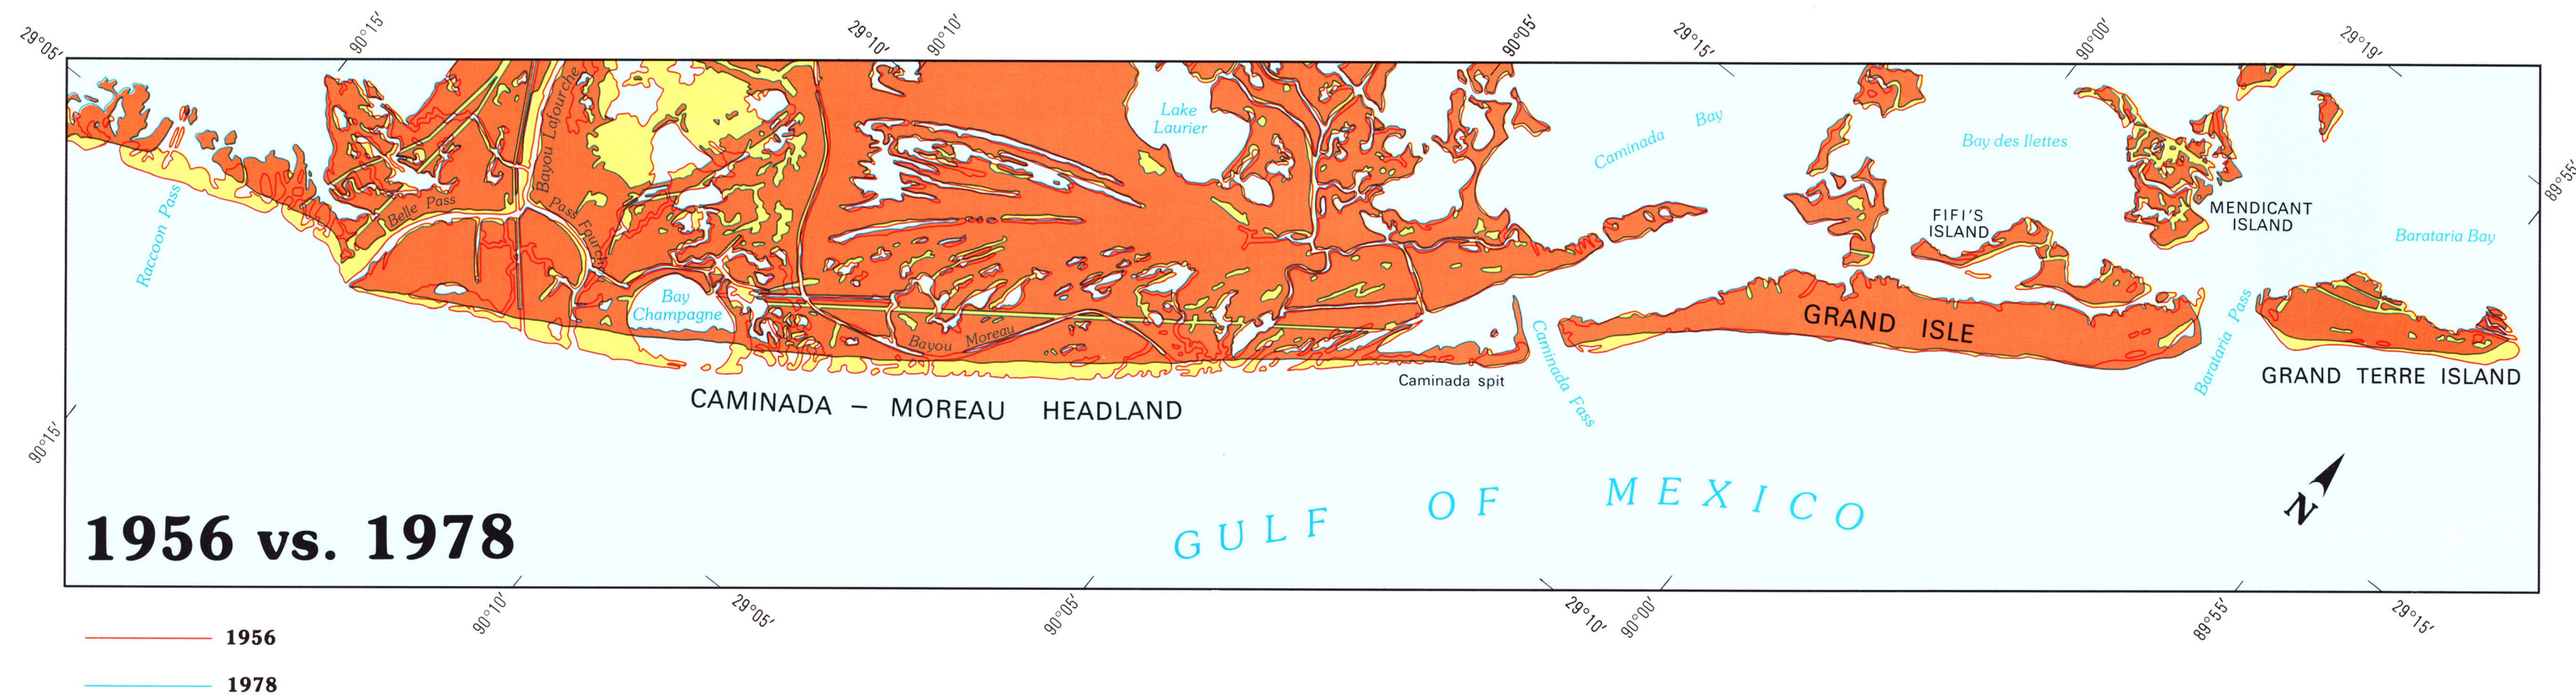 29°05′
90°15′
29°10′
90°10′
90°05′
29°15′
90°00′
29°19′
89°55′
90°15′
Raccoon Pass
Belle Pass
Bayou Lafourche
Pass Fourchon
Bay
Champagne
Bayou Moreau
Lake
Laurier
Caminada Bay
Bay des Ilettes
FIFI'S
ISLAND
MENDICANT
ISLAND
Barataria Bay
GRAND ISLE
Caminada spit
Caminada Pass
Barataria Pass
GRAND TERRE ISLAND
CAMINADA – MOREAU HEADLAND
GULF OF MEXICO
N
1956 vs. 1978
90°10′
29°05′
90°05′
29°10′
90°00′
89°55′
29°15′
1956
1978